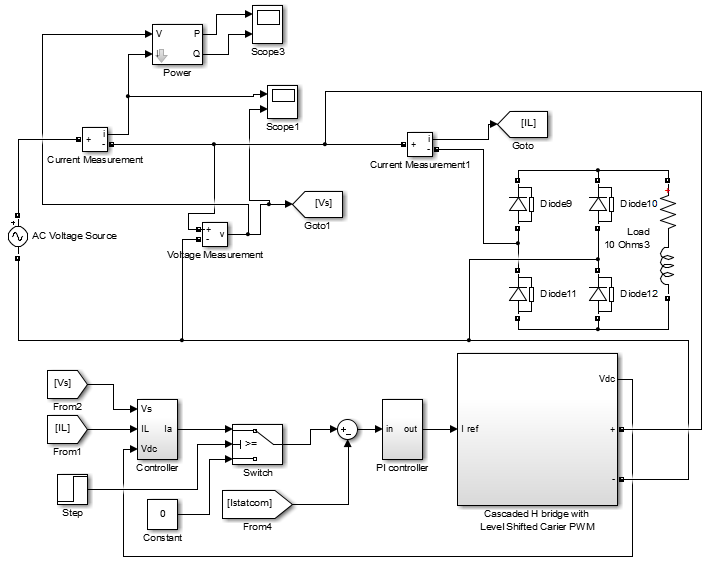 V
P
Q
Power
Scope3
Scope1
+
i
-
Current Measurement
+
i
-
Current Measurement1
[IL]
Goto
[Vs]
Goto1
+
AC Voltage Source
+
-
v
Voltage Measurement
Diode9
Diode10
Load
10 Ohms3
+
Diode11
Diode12
[Vs]
From2
[IL]
From1
Vs
IL
Ia
Vdc
Controller
>=
Switch
Step
0
Constant
+
-
[Istatcom]
From4
in
out
PI controller
I ref
Vdc
+
-
Cascaded H bridge with
Level Shifted Carier PWM